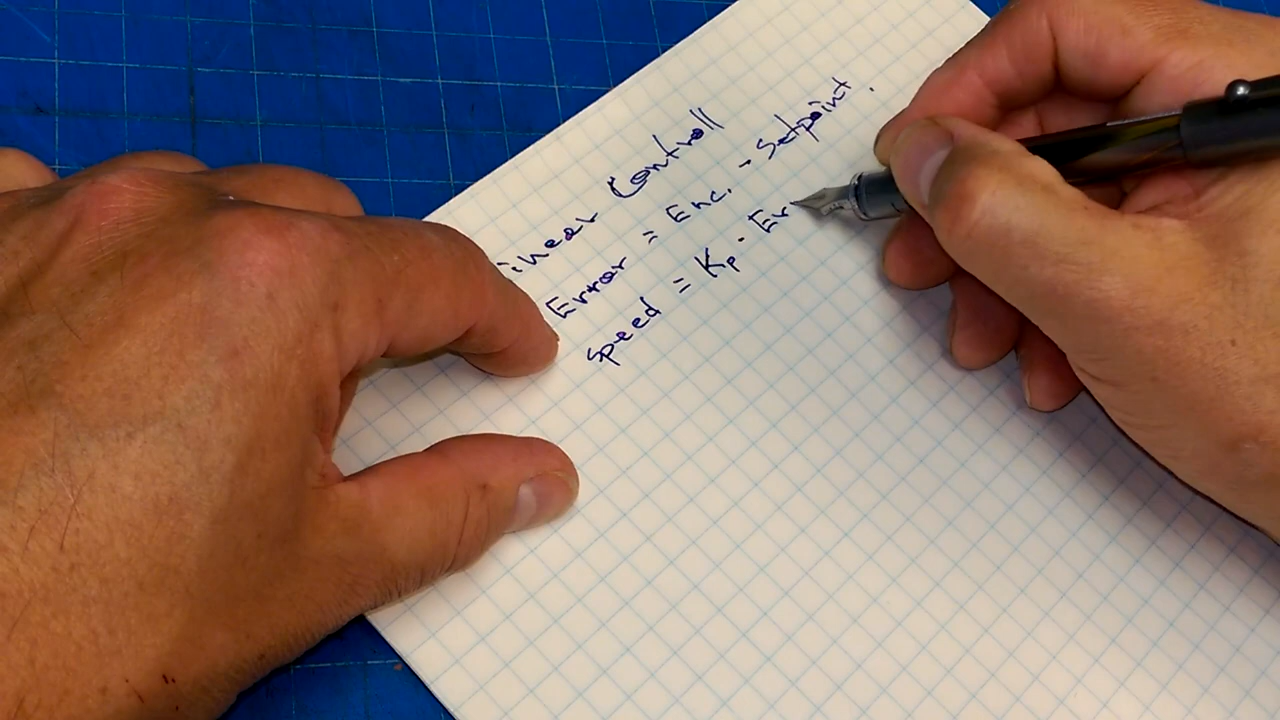 inear Controll
Error = Enc. - Setpoint.
Speed = Kp · Er